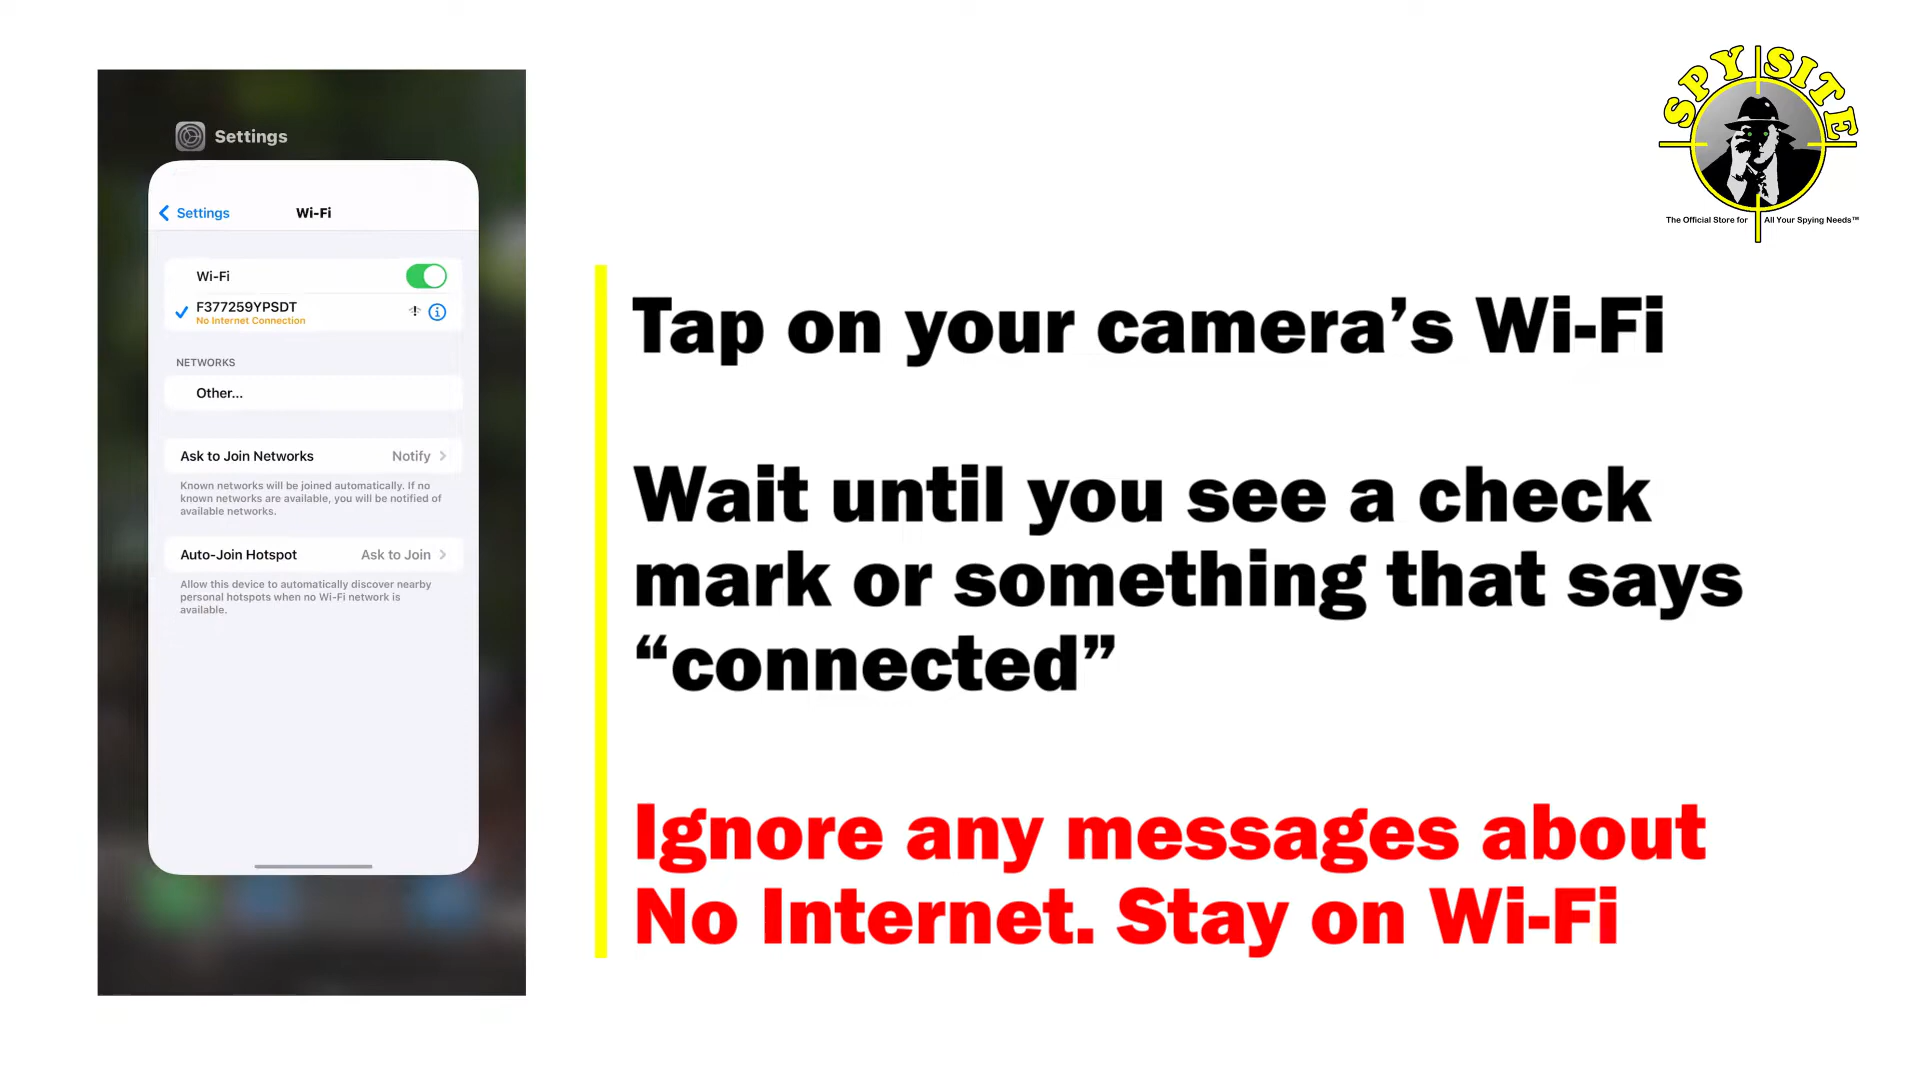 SPY SITE
The Official Store for All Your Spying Needs™
Settings
Settings
Wi-Fi
Wi-Fi
F377259YPSDT
No Internet Connection
NETWORKS
Other...
Ask to Join Networks Notify
Known networks will be joined automatically. If no
known networks are available, you will be notified of
available networks.
Auto-Join Hotspot Ask to Join
Allow this device to automatically discover nearby
personal hotspots when no Wi-Fi network is
available.
Tap on your camera’s Wi-Fi
Wait until you see a check
mark or something that says
“connected”
Ignore any messages about
No Internet. Stay on Wi-Fi